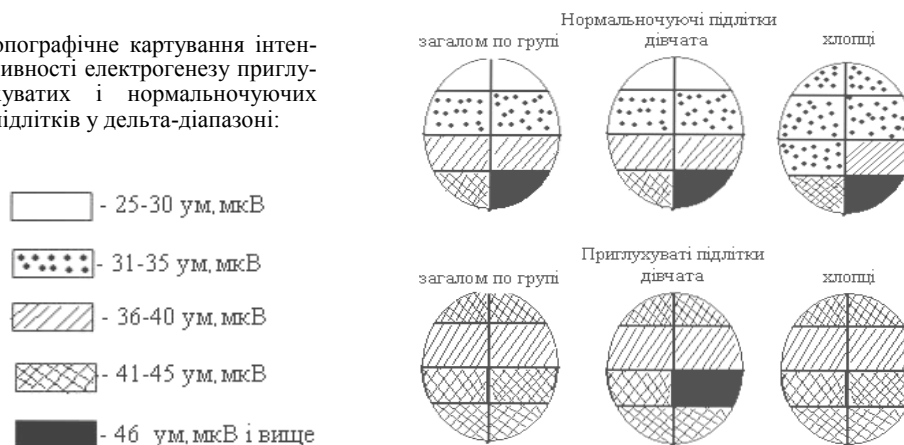 опографічне картування інтен-
ивності електрогенезу приглу-
хуватих і нормальночуючих
підлітків у дельта-діапазоні:
- 25-30 ум,мкВ
- 31-35 ум,мкВ
- 36-40 ум,мкВ
- 41-45 ум,мкВ
- 46 ум,мкВ і вище
Нормальночуючі підлітки
загалом по групі дівчата хлопці
Приглухуваті підлітки
загалом по групі дівчата хлопці